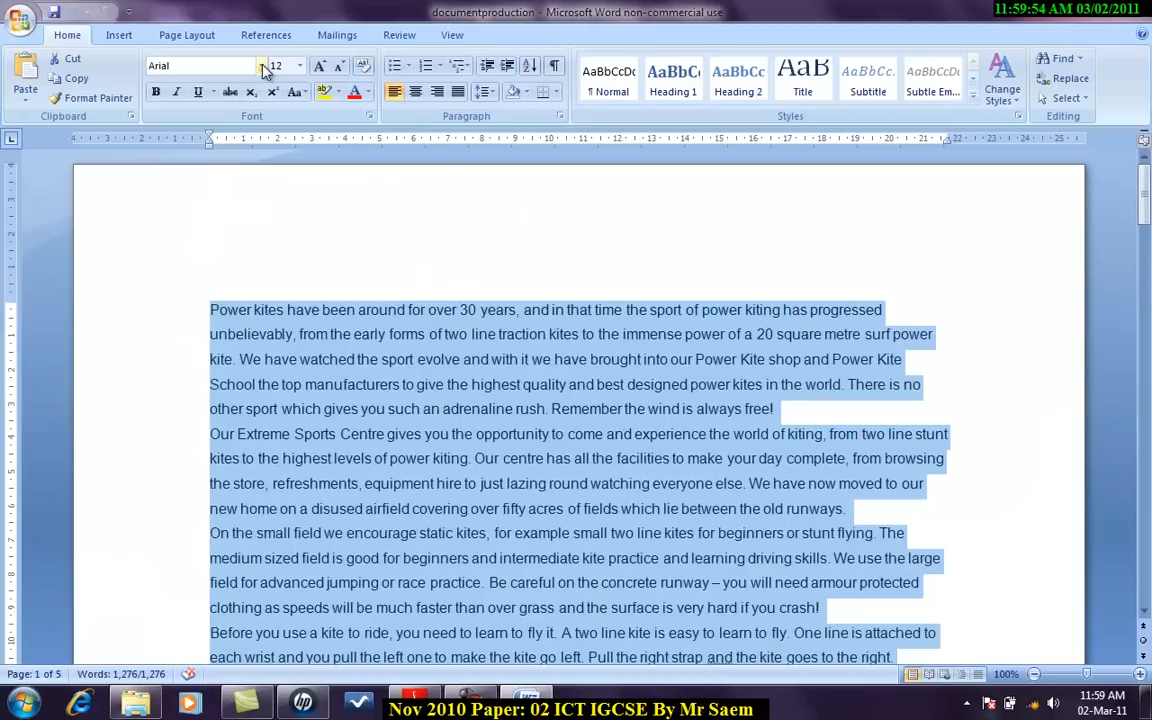 documentproduction - Microsoft Word non-commercial use
11:59:54 AM 03/02/2011
Home Insert Page Layout References Mailings Review View
Paste Cut Copy Format Painter Clipboard
Arial 12 Font
Paragraph
AaBbCcDc ¶ Normal AaBbC Heading 1 AaBbCc Heading 2 AaB Title AaBbCcI Subtitle AaBbCcD Subtle Em... Change Styles Styles
Find Replace Select Editing
Power kites have been around for over 30 years, and in that time the sport of power kiting has progressed
unbelievably, from the early forms of two line traction kites to the immense power of a 20 square metre surf power
kite. We have watched the sport evolve and with it we have brought into our Power Kite shop and Power Kite
School the top manufacturers to give the highest quality and best designed power kites in the world. There is no
other sport which gives you such an adrenaline rush. Remember the wind is always free!
Our Extreme Sports Centre gives you the opportunity to come and experience the world of kiting, from two line stunt
kites to the highest levels of power kiting. Our centre has all the facilities to make your day complete, from browsing
the store, refreshments, equipment hire to just lazing round watching everyone else. We have now moved to our
new home on a disused airfield covering over fifty acres of fields which lie between the old runways.
On the small field we encourage static kites, for example small two line kites for beginners or stunt flying. The
medium sized field is good for beginners and intermediate kite practice and learning driving skills. We use the large
field for advanced jumping or race practice. Be careful on the concrete runway – you will need armour protected
clothing as speeds will be much faster than over grass and the surface is very hard if you crash!
Before you use a kite to ride, you need to learn to fly it. A two line kite is easy to learn to fly. One line is attached to
each wrist and you pull the left one to make the kite go left. Pull the right strap and the kite goes to the right.
Page: 1 of 5 Words: 1,276/1,276 100%
Nov 2010 Paper: 02 ICT IGCSE By Mr Saem
11:59 AM
02-Mar-11